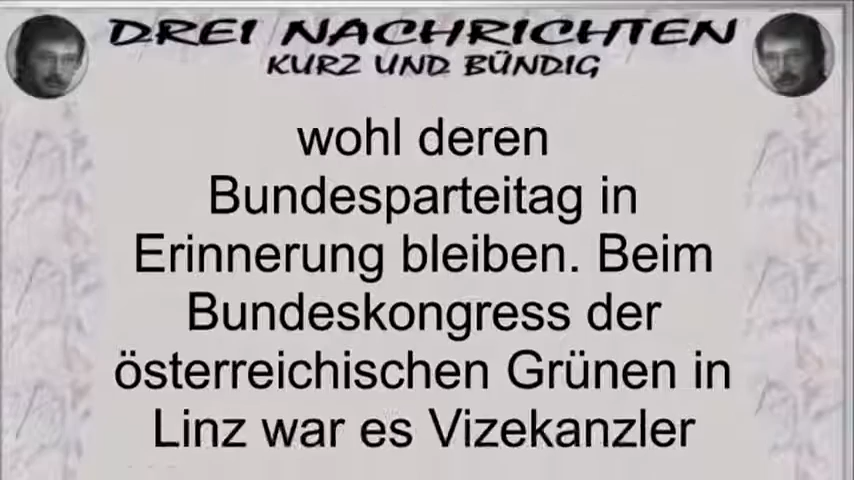 DREI NACHRICHTEN
KURZ UND BÜNDIG
wohl deren
Bundesparteitag in
Erinnerung bleiben. Beim
Bundeskongress der
österreichischen Grünen in
Linz war es Vizekanzler